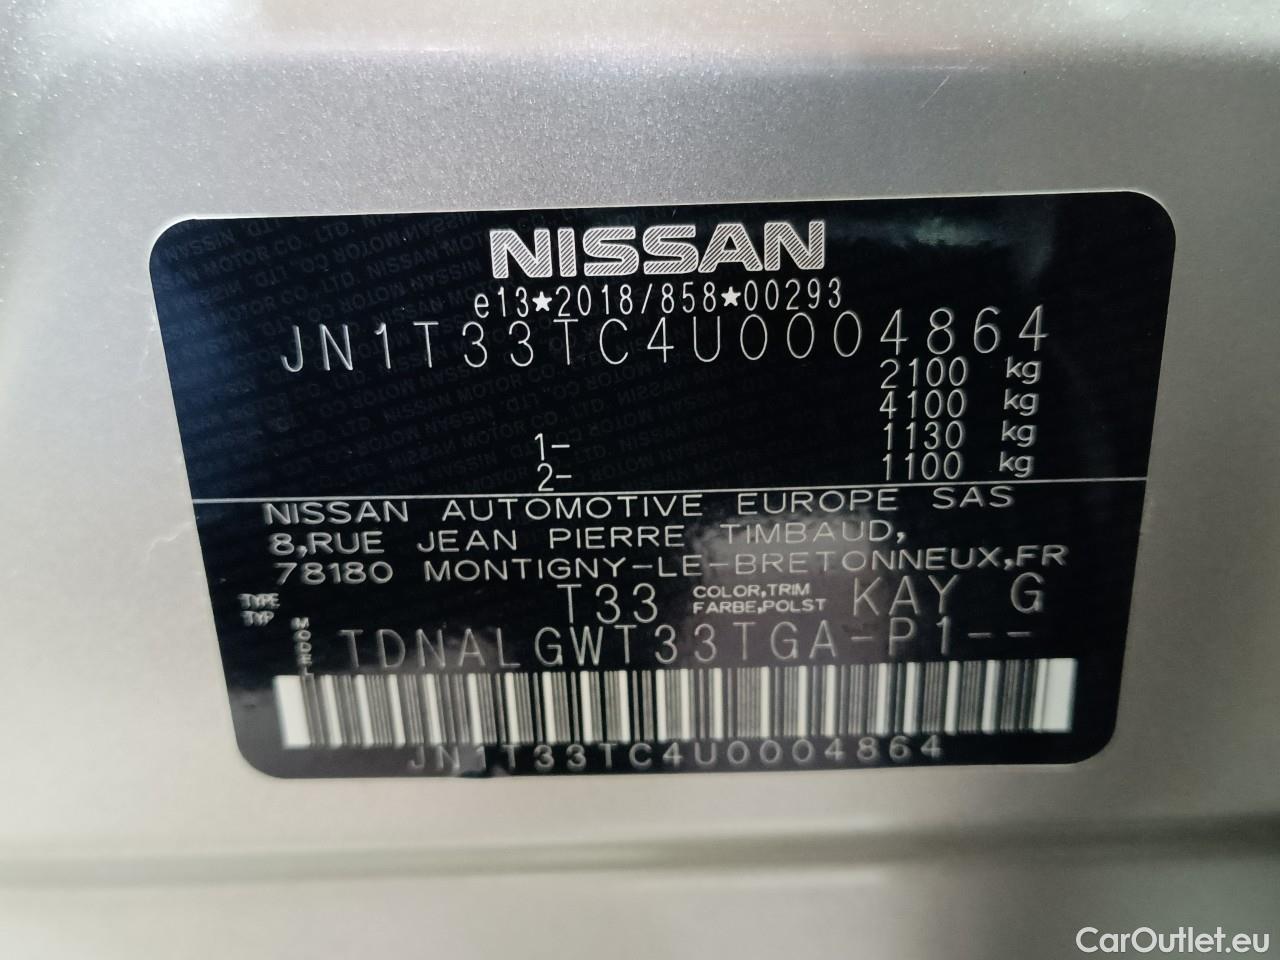 NISSAN
e13★2018/858★00293
JN1T33TC4U0004864
2100 kg
4100 kg
1- 1130 kg
2- 1100 kg
NISSAN AUTOMOTIVE EUROPE SAS
8,RUE JEAN PIERRE TIMBAUD,
78180 MONTIGNY-LE-BRETONNEUX,FR
TYPE
TYP
T33
COLOR,TRIM
FARBE,POLST
KAY G
MODEL
TDNALGWT33TGA-P1--
JN1T33TC4U0004864
CarOutlet.eu